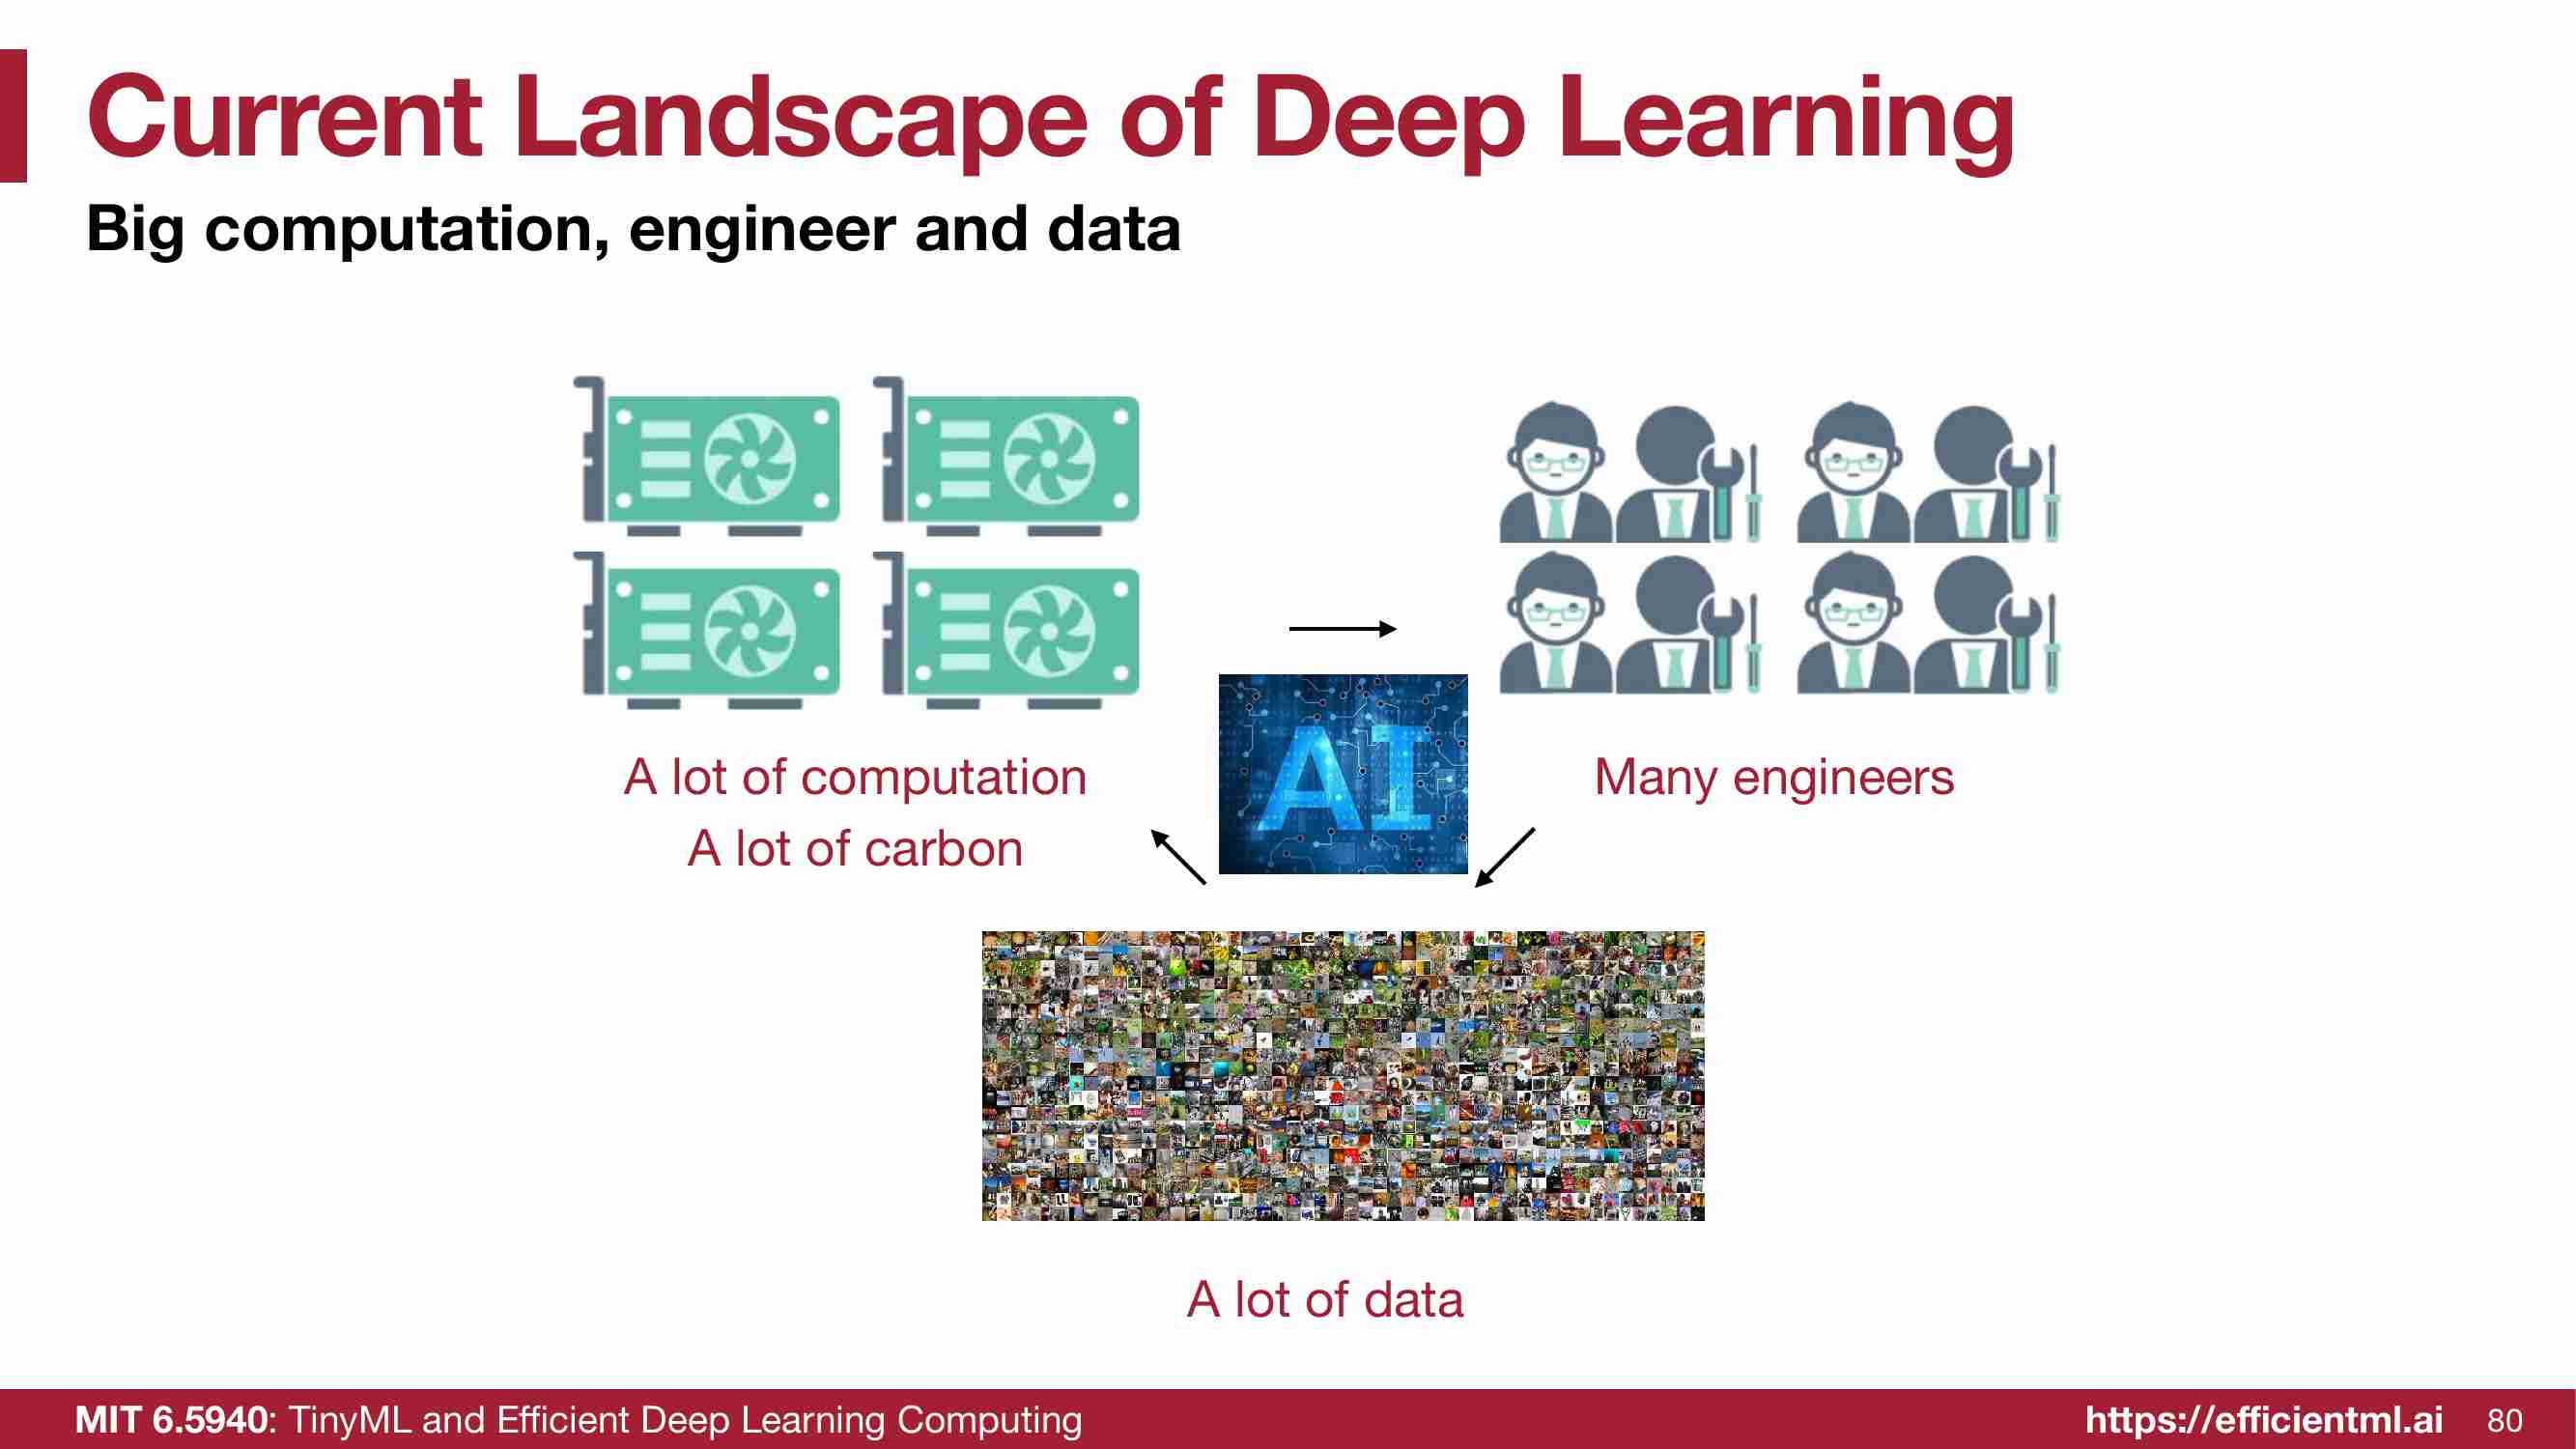 Current Landscape of Deep Learning
Big computation, engineer and data
A lot of computation
A lot of carbon
AI
Many engineers
A lot of data
MIT 6.5940: TinyML and Efficient Deep Learning Computing
https://efficientml.ai
80